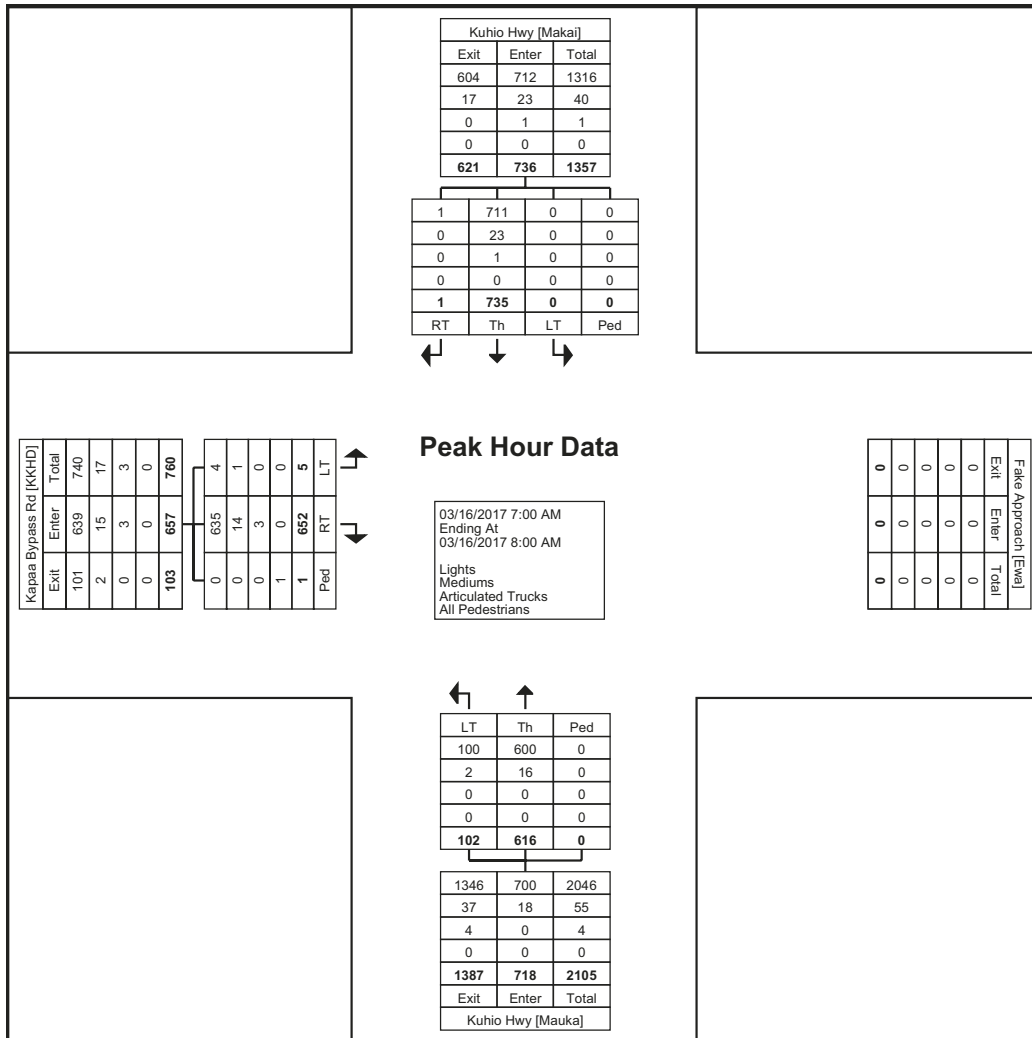 Kuhio Hwy [Makai]
Exit Enter Total
604 712 1316
17 23 40
0 1 1
0 0 0
621 736 1357
1 711 0 0
0 23 0 0
0 1 0 0
0 0 0 0
1 735 0 0
RT Th LT Ped
Kapaa Bypass Rd [KKHD]
Exit Enter Total
101 639 740
2 15 17
0 3 3
0 0 0
103 657 760
0 635 4
0 14 1
0 3 0
1 0 0
1 652 5
Ped RT LT
Peak Hour Data
03/16/2017 7:00 AM
Ending At
03/16/2017 8:00 AM
Lights
Mediums
Articulated Trucks
All Pedestrians
Fake Approach [Ewa]
Exit Enter Total
0 0 0
0 0 0
0 0 0
0 0 0
0 0 0
LT Th Ped
100 600 0
2 16 0
0 0 0
0 0 0
102 616 0
1346 700 2046
37 18 55
4 0 4
0 0 0
1387 718 2105
Exit Enter Total
Kuhio Hwy [Mauka]